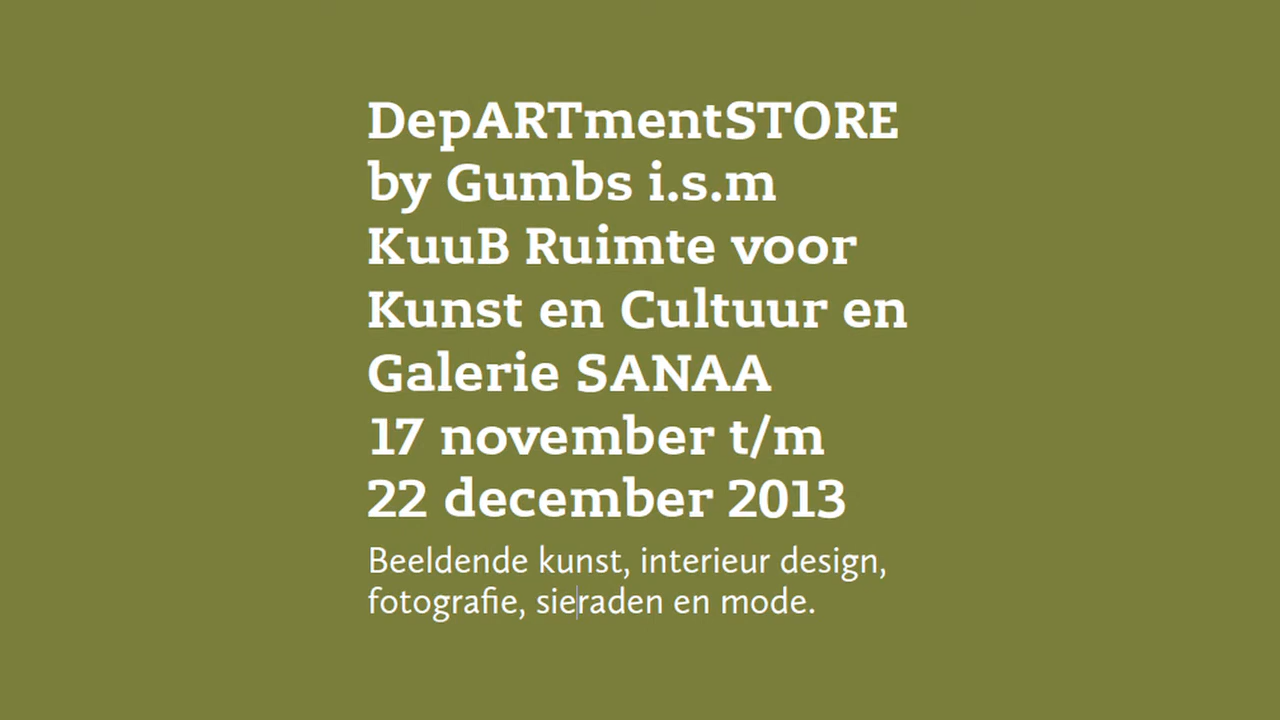 DepARTmentSTORE
by Gumbs i.s.m
KuuB Ruimte voor
Kunst en Cultuur en
Galerie SANAA
17 november t/m
22 december 2013
Beeldende kunst, interieur design,
fotografie, sieraden en mode.